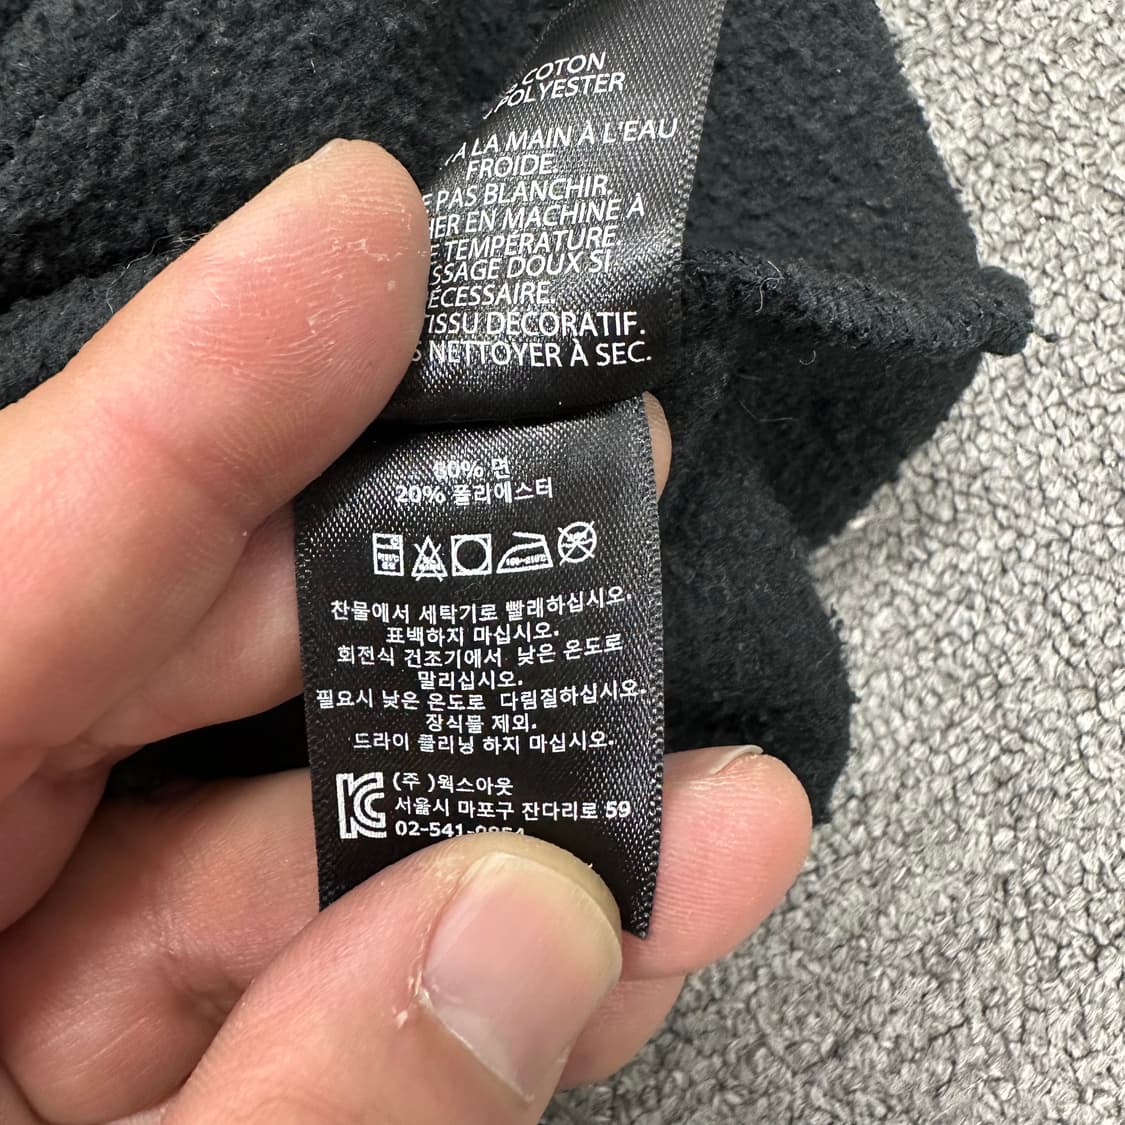 COTON
POLYESTER
LA MAIN À L'EAU
FROIDE.
PAS BLANCHIR.
EN MACHINE À
TEMPÉRATURE.
DOUX SI
TISSU DÉCORATIF.
NETTOYER À SEC.
80% 면
20% 폴리에스터
찬물에서 세탁기로 빨래하십시오.
표백하지 마십시오.
회전식 건조기에서 낮은 온도로
말리십시오.
필요시 낮은 온도로 다림질하십시오.
장식물 제외.
드라이 클리닝 하지 마십시오.
(주)웍스아웃
서울시 마포구 잔다리로 59